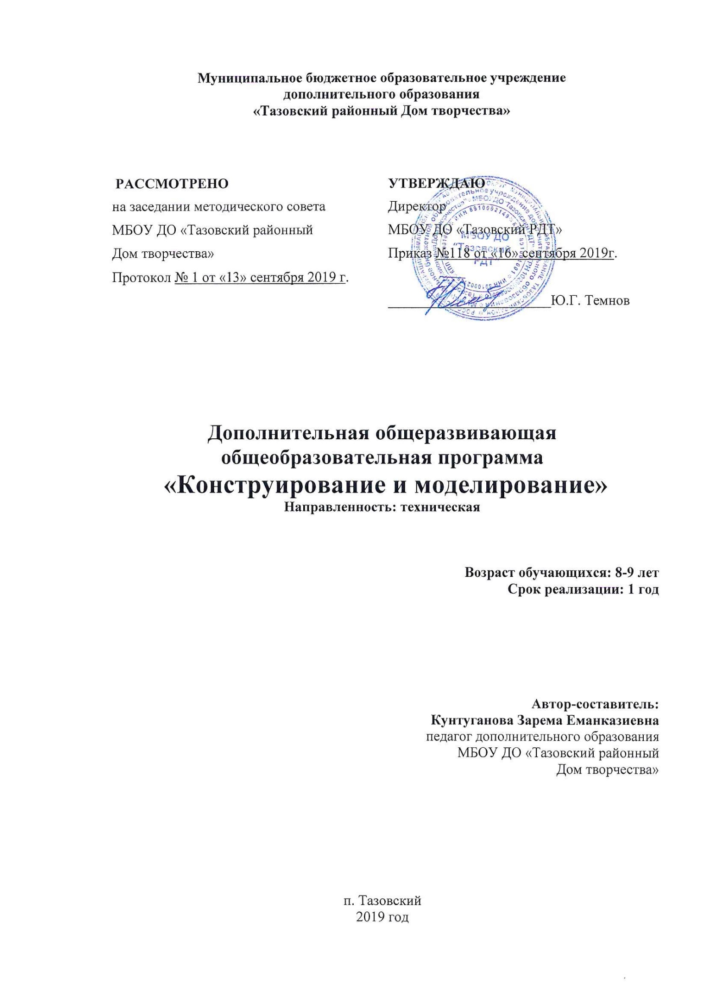 Муниципальное бюджетное образовательное учреждение
дополнительного образования
«Тазовский районный Дом творчества»
РАССМОТРЕНО
на заседании методического совета
МБОУ ДО «Тазовский районный
Дом творчества»
Протокол № 1 от «13» сентября 2019 г.
УТВЕРЖДАЮ
Директор
МБОУ ДО «Тазовский РДТ»
Приказ №118 от «16» сентября 2019г.
Ю.Г. Темнов
МБОУ ДО
"Тазовский
РДТ"
ИНН 8910002149
Дополнительная общеразвивающая
общеобразовательная программа
«Конструирование и моделирование»
Направленность: техническая
Возраст обучающихся: 8-9 лет
Срок реализации: 1 год
Автор-составитель:
Кунтуганова Зарема Еманказиевна
педагог дополнительного образования
МБОУ ДО «Тазовский районный
Дом творчества»
п. Тазовский
2019 год